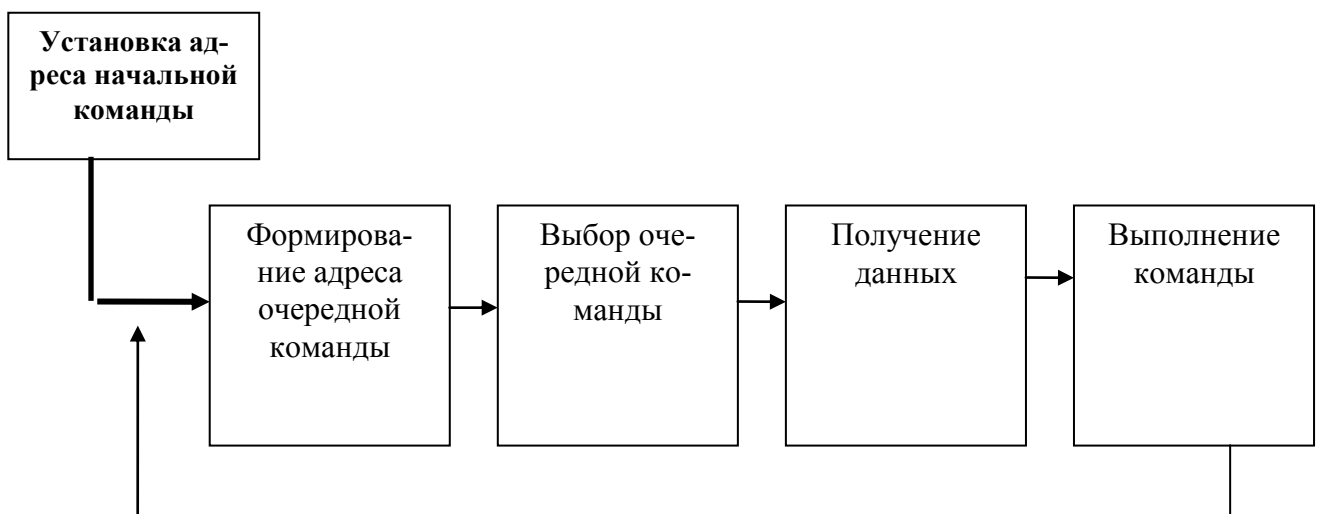 Установка ад-
реса начальной
команды
Формирова-
ние адреса
очередной
команды
Выбор оче-
редной ко-
манды
Получение
данных
Выполнение
команды